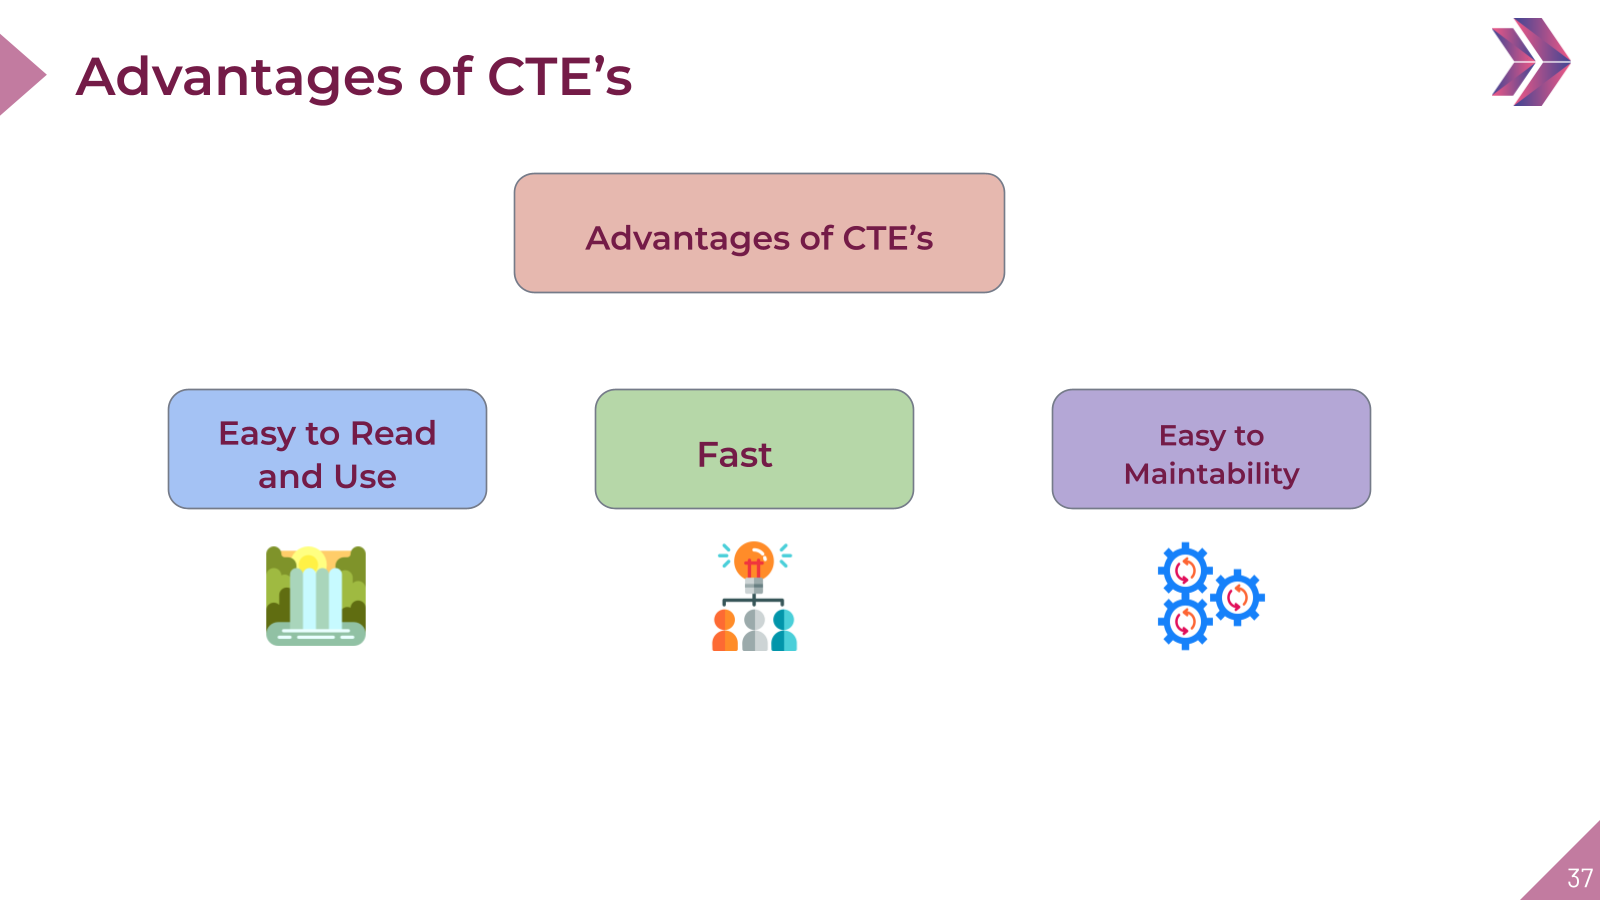 Advantages of CTE’s
Advantages of CTE’s
Easy to Read
and Use
Fast
Easy to
Maintability
37